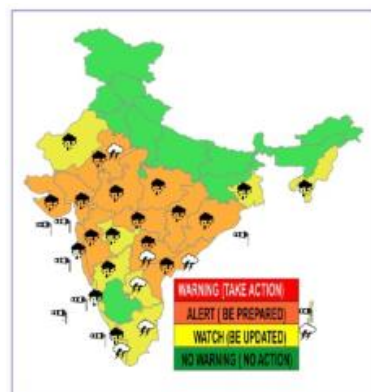 WARNING (TAKE ACTION)
ALERT ( BE PREPARED)
WATCH (BE UPDATED)
NO WARNING ( NO ACTION)